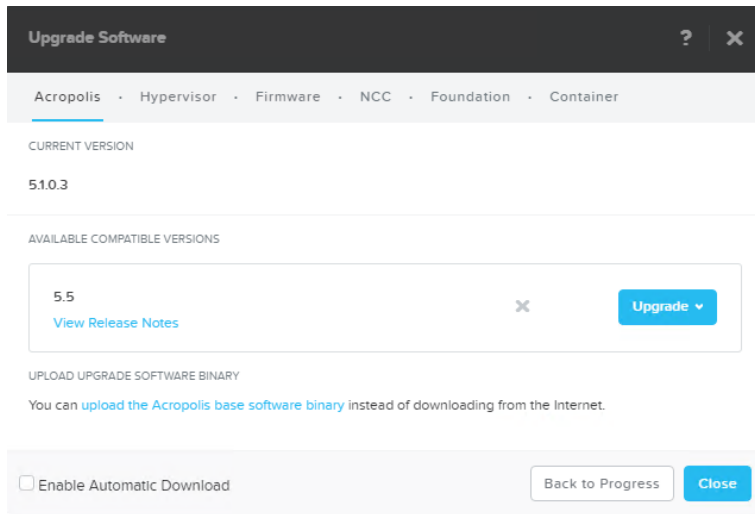 Upgrade Software ?
Acropolis · Hypervisor · Firmware · NCC · Foundation · Container
CURRENT VERSION
5.1.0.3
AVAILABLE COMPATIBLE VERSIONS
5.5
View Release Notes
Upgrade
UPLOAD UPGRADE SOFTWARE BINARY
You can upload the Acropolis base software binary instead of downloading from the Internet.
Enable Automatic Download
Back to Progress
Close